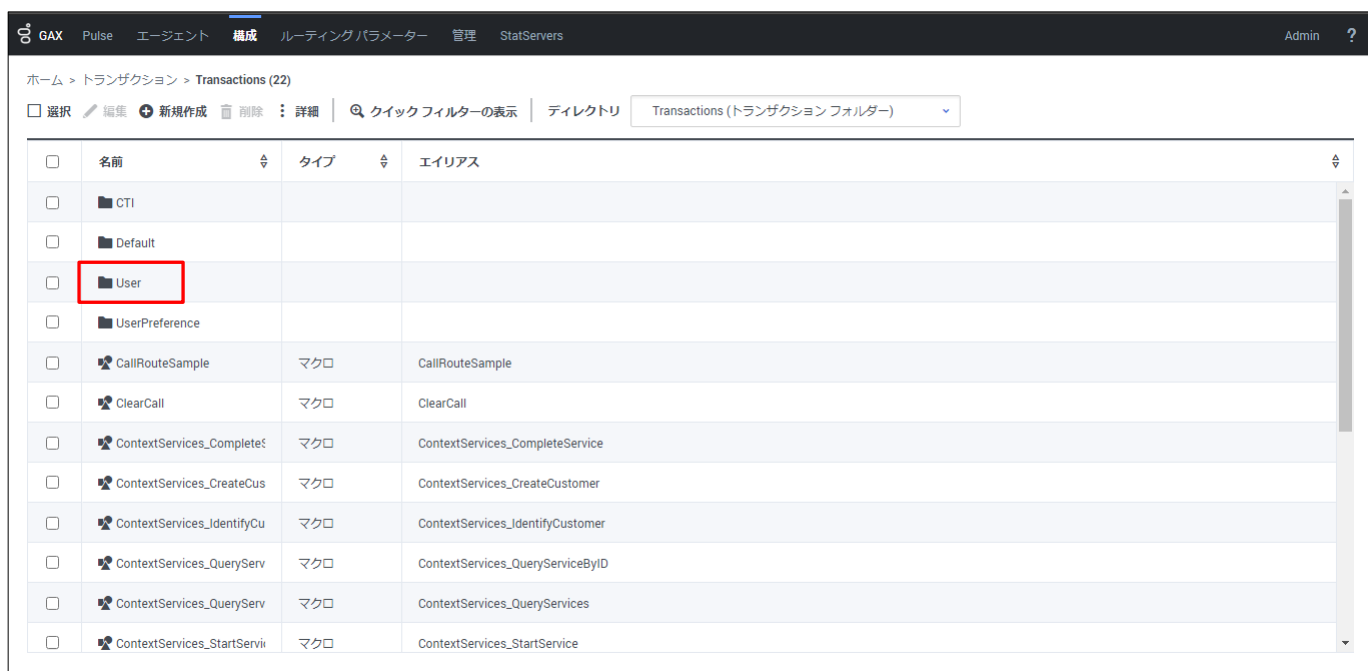 GAX Pulse エージェント 構成 ルーティング パラメーター 管理 StatServers Admin ?
ホーム > トランザクション > Transactions (22)
選択 編集 新規作成 削除 詳細 クイック フィルターの表示 ディレクトリ Transactions (トランザクション フォルダー)
名前 タイプ エイリアス
CTI
Default
User
UserPreference
CallRouteSample マクロ CallRouteSample
ClearCall マクロ ClearCall
ContextServices_CompleteS マクロ ContextServices_CompleteService
ContextServices_CreateCus マクロ ContextServices_CreateCustomer
ContextServices_IdentifyCu マクロ ContextServices_IdentifyCustomer
ContextServices_QueryServ マクロ ContextServices_QueryServiceByID
ContextServices_QueryServ マクロ ContextServices_QueryServices
ContextServices_StartServic マクロ ContextServices_StartService